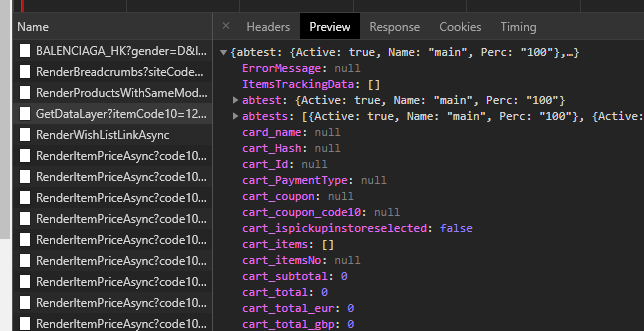 Name
BALENCIAGA_HK?gender=D&l...
RenderBreadcrumbs?siteCode...
RenderProductsWithSameMod...
GetDataLayer?itemCode10=12...
RenderWishListLinkAsync
RenderItemPriceAsync?code10...
RenderItemPriceAsync?code10...
RenderItemPriceAsync?code10...
RenderItemPriceAsync?code10...
RenderItemPriceAsync?code10...
RenderItemPriceAsync?code10...
RenderItemPriceAsync?code10...
RenderItemPriceAsync?code10...
RenderItemPriceAsync?code10...
× Headers Preview Response Cookies Timing
{abtest: {Active: true, Name: "main", Perc: "100"},…}
ErrorMessage: null
ItemsTrackingData: []
abtest: {Active: true, Name: "main", Perc: "100"}
abtests: [{Active: true, Name: "main", Perc: "100"}, {Active:
card_name: null
cart_Hash: null
cart_Id: null
cart_PaymentType: null
cart_coupon: null
cart_coupon_code10: null
cart_ispickupinstoreselected: false
cart_items: []
cart_itemsNo: null
cart_subtotal: 0
cart_total: 0
cart_total_eur: 0
cart_total_gbp: 0